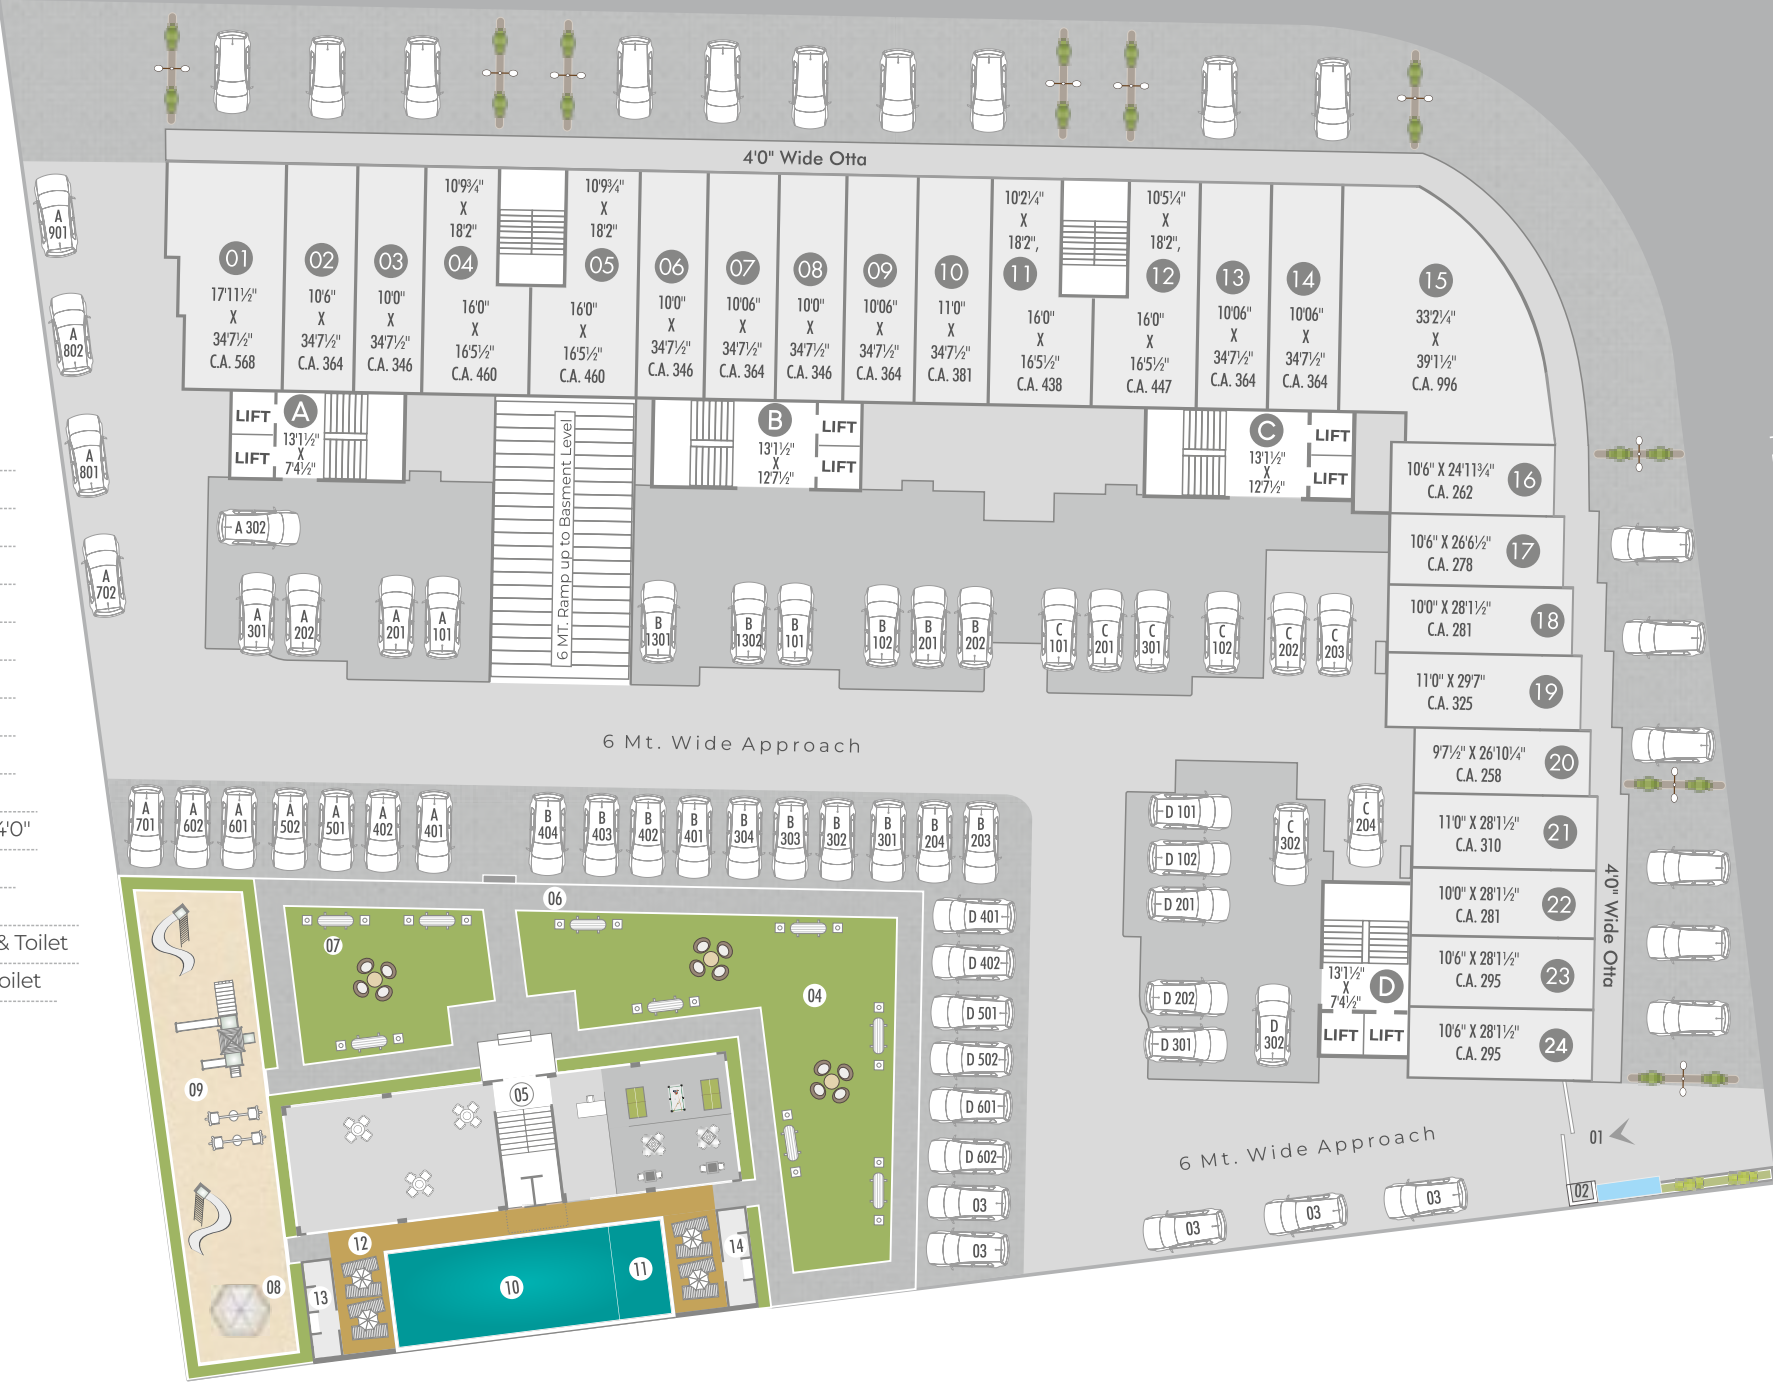 4'0" Wide Otta
A
901
A
802
A
801
A
702
01
17'11½"
X
34'7½"
C.A. 568
02
10'6"
X
34'7½"
C.A. 364
03
10'0"
X
34'7½"
C.A. 346
10'9¾"
X
18'2"
04
16'0"
X
16'5½"
C.A. 460
10'9¾"
X
18'2"
05
16'0"
X
16'5½"
C.A. 460
06
10'0"
X
34'7½"
C.A. 346
07
10'06"
X
34'7½"
C.A. 364
08
10'0"
X
34'7½"
C.A. 346
09
10'06"
X
34'7½"
C.A. 364
10
11'0"
X
34'7½"
C.A. 381
10'2¼"
X
18'2",
11
16'0"
X
16'5½"
C.A. 438
10'5¼"
X
18'2",
12
16'0"
X
16'5½"
C.A. 447
13
10'06"
X
34'7½"
C.A. 364
14
10'06"
X
34'7½"
C.A. 364
15
33'2¼"
X
39'1½"
C.A. 996
LIFT
LIFT
A
13'1½"
X
7'4½"
6 MT. Ramp up to Basment Level
B
13'1½"
X
12'7½"
LIFT
LIFT
C
13'1½"
X
12'7½"
LIFT
LIFT
10'6" X 24'11¾"
C.A. 262
16
10'6" X 26'6½"
C.A. 278
17
10'0" X 28'1½"
C.A. 281
18
11'0" X 29'7"
C.A. 325
19
9'7½" X 26'10¼"
C.A. 258
20
11'0" X 28'1½"
C.A. 310
21
10'0" X 28'1½"
C.A. 281
22
10'6" X 28'1½"
C.A. 295
23
10'6" X 28'1½"
C.A. 295
24
4'0" Wide Otta
A 302
A
301
A
202
A
201
A
101
B
1301
B
1302
B
101
B
102
B
201
B
202
C
101
C
201
C
301
C
102
C
202
C
203
6 Mt. Wide Approach
A
701
A
602
A
601
A
502
A
501
A
402
A
401
B
404
B
403
B
402
B
401
B
304
B
303
B
302
B
301
B
204
B
203
D 101
D 102
D 201
D 202
D 301
C
302
C
204
D
302
13'1½"
X
7'4½"
D
LIFT
LIFT
D 401
D 402
D 501
D 502
D 601
D 602
03
03
4'0"
& Toilet
oilet
06
07
04
05
09
08
12
13
10
11
14
6 Mt. Wide Approach
01
02
03
03
03